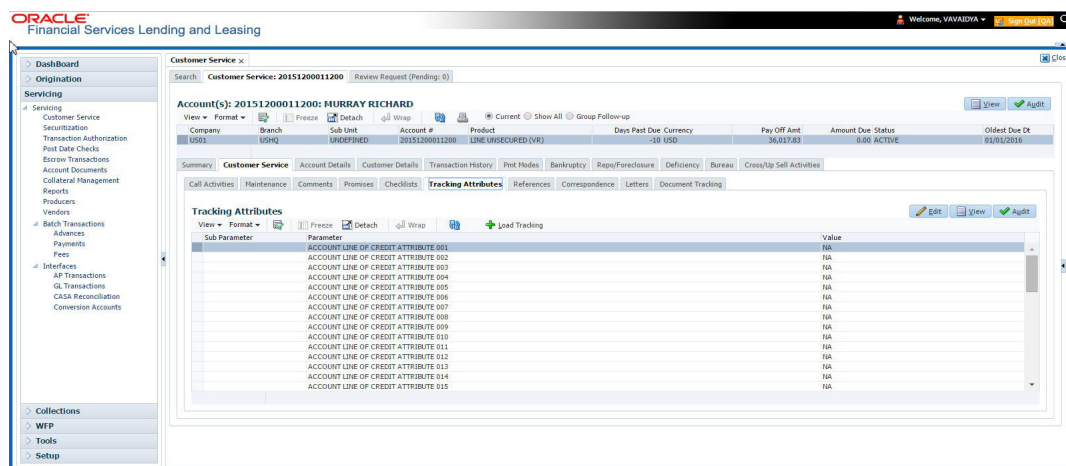 ORACLE
Financial Services Lending and Leasing
Welcome, VAVAIDYA
Sign Out [QA]
DashBoard
Origination
Servicing
Servicing
Customer Service
Securitization
Transaction Authorization
Post Date Checks
Escrow Transactions
Account Documents
Collateral Management
Reports
Producers
Vendors
Batch Transactions
Advances
Payments
Fees
Interfaces
AP Transactions
GL Transactions
CASA Reconciliation
Conversion Accounts
Collections
WFP
Tools
Setup
Customer Service x
Clos
Search Customer Service: 20151200011200 Review Request (Pending: 0)
Account(s): 20151200011200: MURRAY RICHARD
View Audit
View Format Freeze Detach Wrap Current Show All Group Follow-up
Company Branch Sub Unit Account # Product Days Past Due Currency Pay Off Amt Amount Due Status Oldest Due Dt
US01 USHQ UNDEFINED 20151200011200 LINE UNSECURED (VR) -10 USD 36,017.83 0.00 ACTIVE 01/01/2016
Summary Customer Service Account Details Customer Details Transaction History Pmt Modes Bankruptcy Repo/Foreclosure Deficiency Bureau Cross/Up Sell Activities
Call Activities Maintenance Comments Promises Checklists Tracking Attributes References Correspondence Letters Document Tracking
Tracking Attributes
Edit View Audit
View Format Freeze Detach Wrap Load Tracking
Sub Parameter Parameter Value
ACCOUNT LINE OF CREDIT ATTRIBUTE 001 NA
ACCOUNT LINE OF CREDIT ATTRIBUTE 002 NA
ACCOUNT LINE OF CREDIT ATTRIBUTE 003 NA
ACCOUNT LINE OF CREDIT ATTRIBUTE 004 NA
ACCOUNT LINE OF CREDIT ATTRIBUTE 005 NA
ACCOUNT LINE OF CREDIT ATTRIBUTE 006 NA
ACCOUNT LINE OF CREDIT ATTRIBUTE 007 NA
ACCOUNT LINE OF CREDIT ATTRIBUTE 008 NA
ACCOUNT LINE OF CREDIT ATTRIBUTE 009 NA
ACCOUNT LINE OF CREDIT ATTRIBUTE 010 NA
ACCOUNT LINE OF CREDIT ATTRIBUTE 011 NA
ACCOUNT LINE OF CREDIT ATTRIBUTE 012 NA
ACCOUNT LINE OF CREDIT ATTRIBUTE 013 NA
ACCOUNT LINE OF CREDIT ATTRIBUTE 014 NA
ACCOUNT LINE OF CREDIT ATTRIBUTE 015 NA